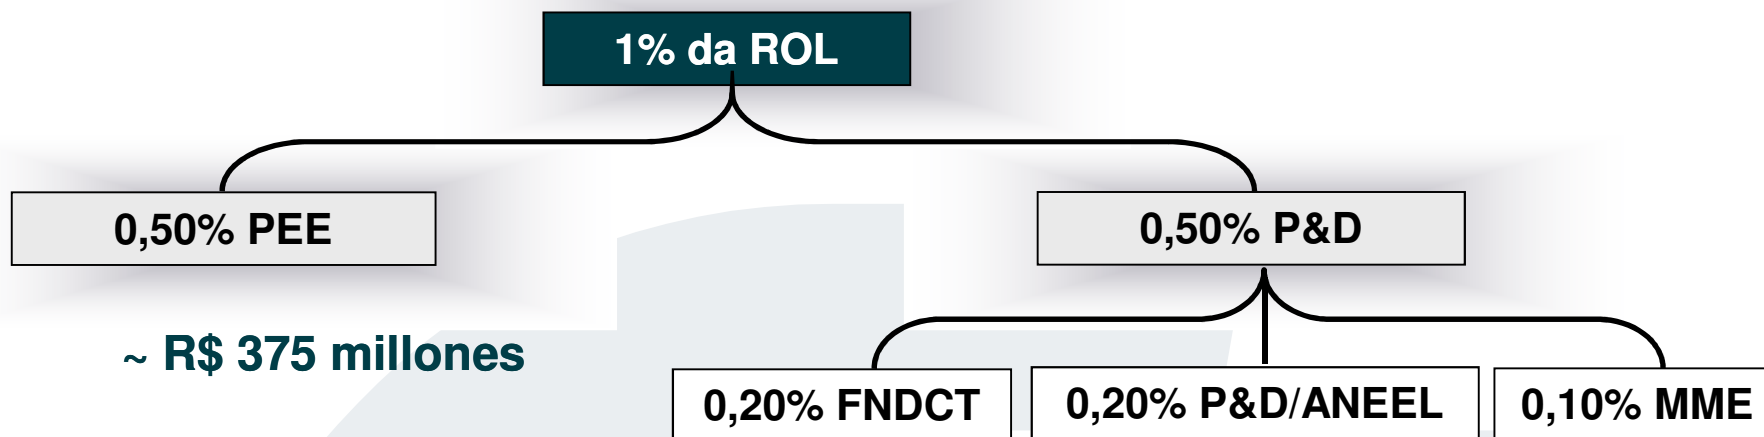 1% da ROL
0,50% PEE
0,50% P&D
~ R$ 375 millones
0,20% FNDCT
0,20% P&D/ANEEL
0,10% MME